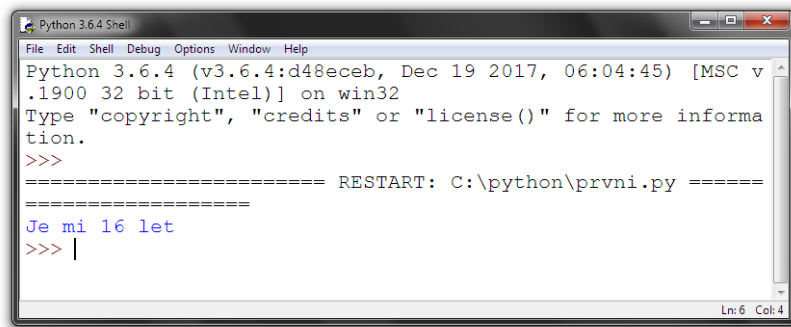 Python 3.6.4 Shell
File Edit Shell Debug Options Window Help
Python 3.6.4 (v3.6.4:d48eceb, Dec 19 2017, 06:04:45) [MSC v
.1900 32 bit (Intel)] on win32
Type "copyright", "credits" or "license()" for more informa
tion.
>>>
======================== RESTART: C:\python\prvni.py ======
==================
Je mi 16 let
>>>
Ln: 6 Col: 4